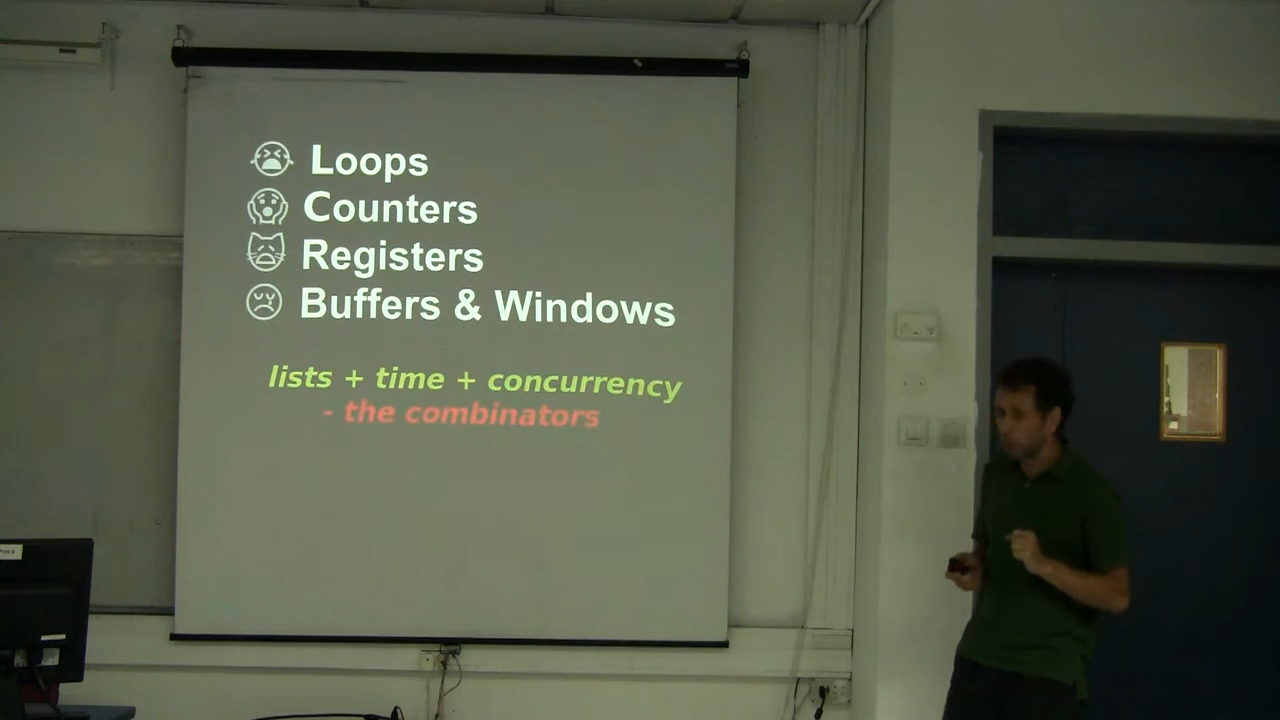 Loops
Counters
Registers
Buffers & Windows
lists + time + concurrency
- the combinators